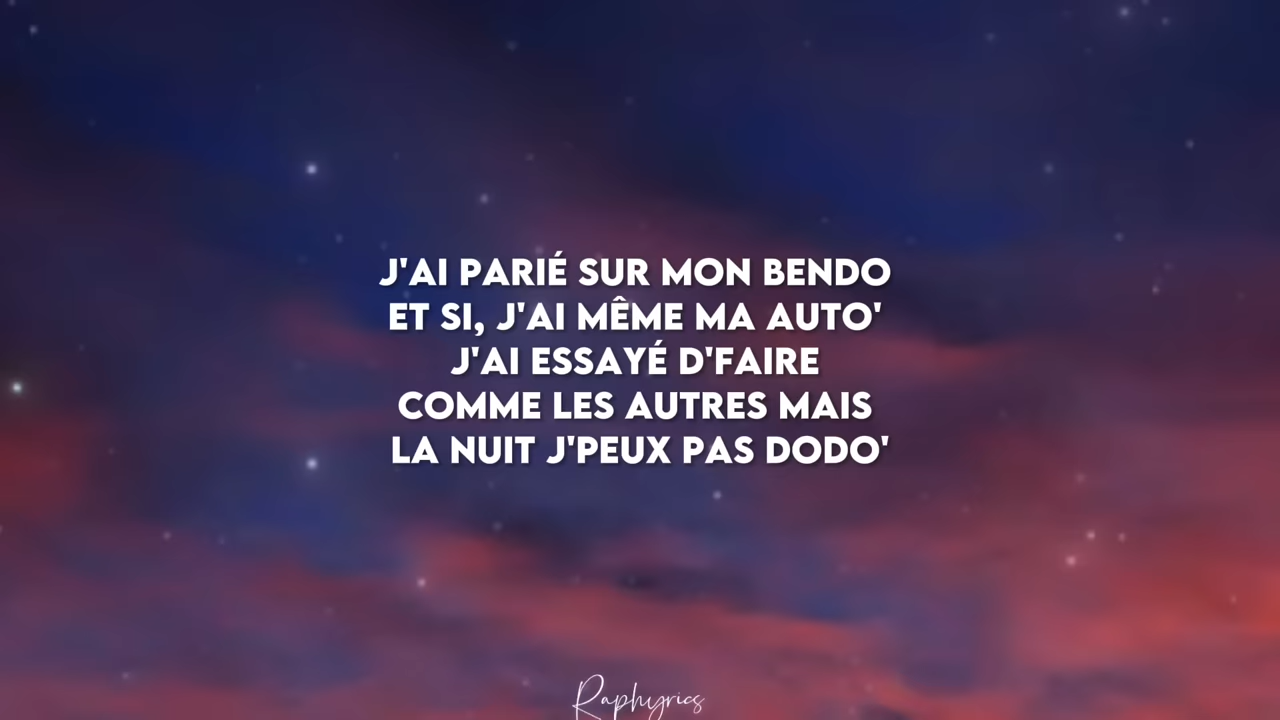 J'AI PARIÉ SUR MON BENDO
ET SI, J'AI MÊME MA AUTO'
J'AI ESSAYÉ D'FAIRE
COMME LES AUTRES MAIS
LA NUIT J'PEUX PAS DODO'
Raphyrics